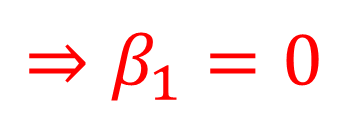 ⇒ β₁ = 0